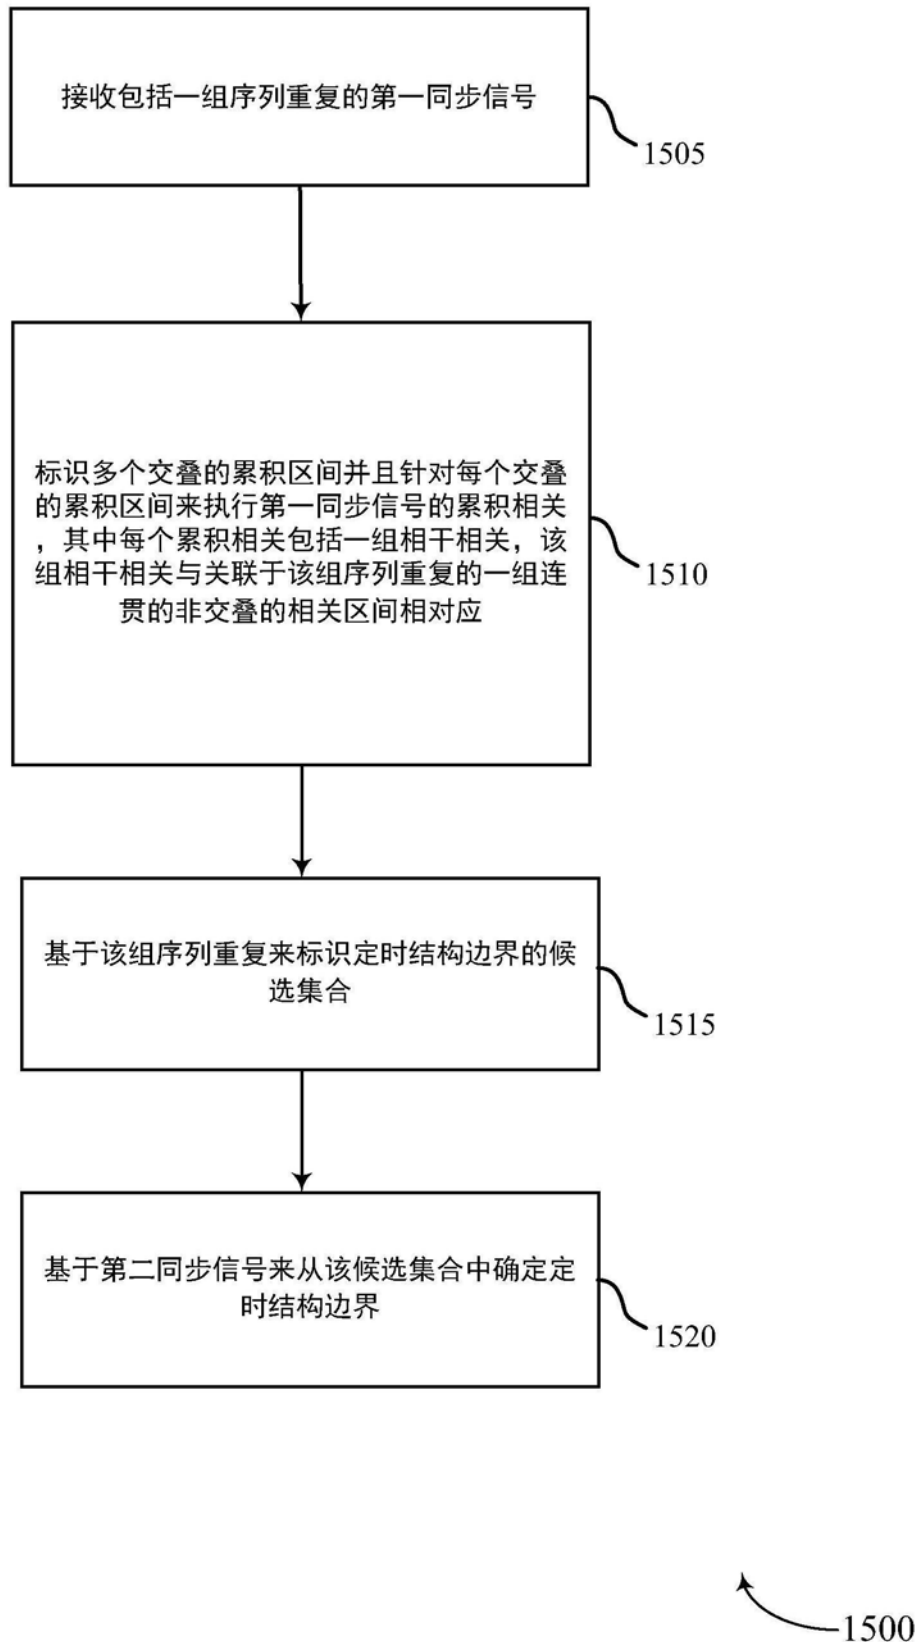 接收包括一组序列重复的第一同步信号
1505
标识多个交叠的累积区间并且针对每个交叠
的累积区间来执行第一同步信号的累积相关
，其中每个累积相关包括一组相干相关，该
组相干相关与关联于该组序列重复的一组连
贯的非交叠的相关区间相对应
1510
基于该组序列重复来标识定时结构边界的候
选集合
1515
基于第二同步信号来从该候选集合中确定定
时结构边界
1520
1500